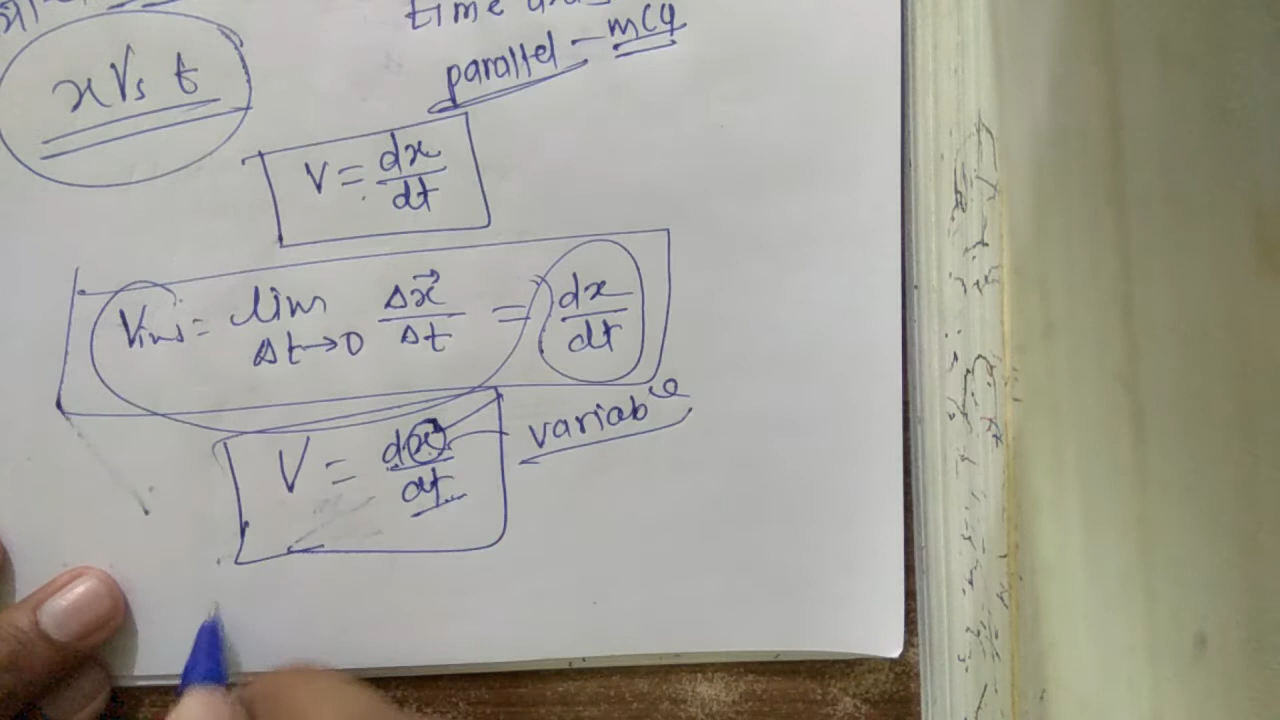 time
parallel - mcq
x Vs t
V = dx/dt
Vins = lim Δt→0 Δx⃗/Δt = dx/dt
V = dx/dt
variable